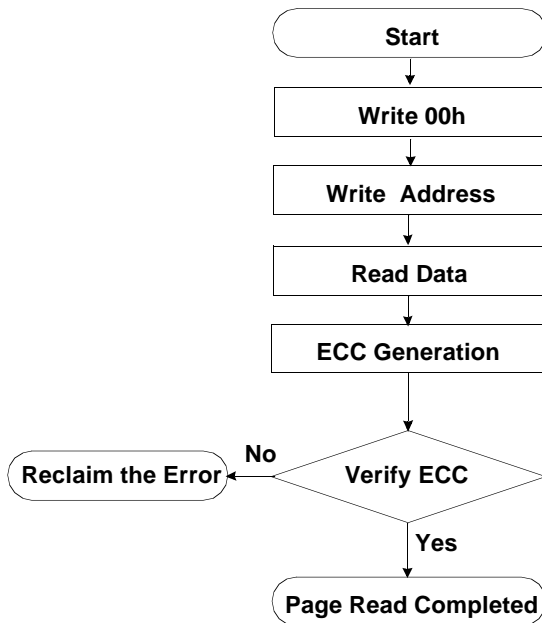 Start
Write 00h
Write Address
Read Data
ECC Generation
No
Reclaim the Error
Verify ECC
Yes
Page Read Completed